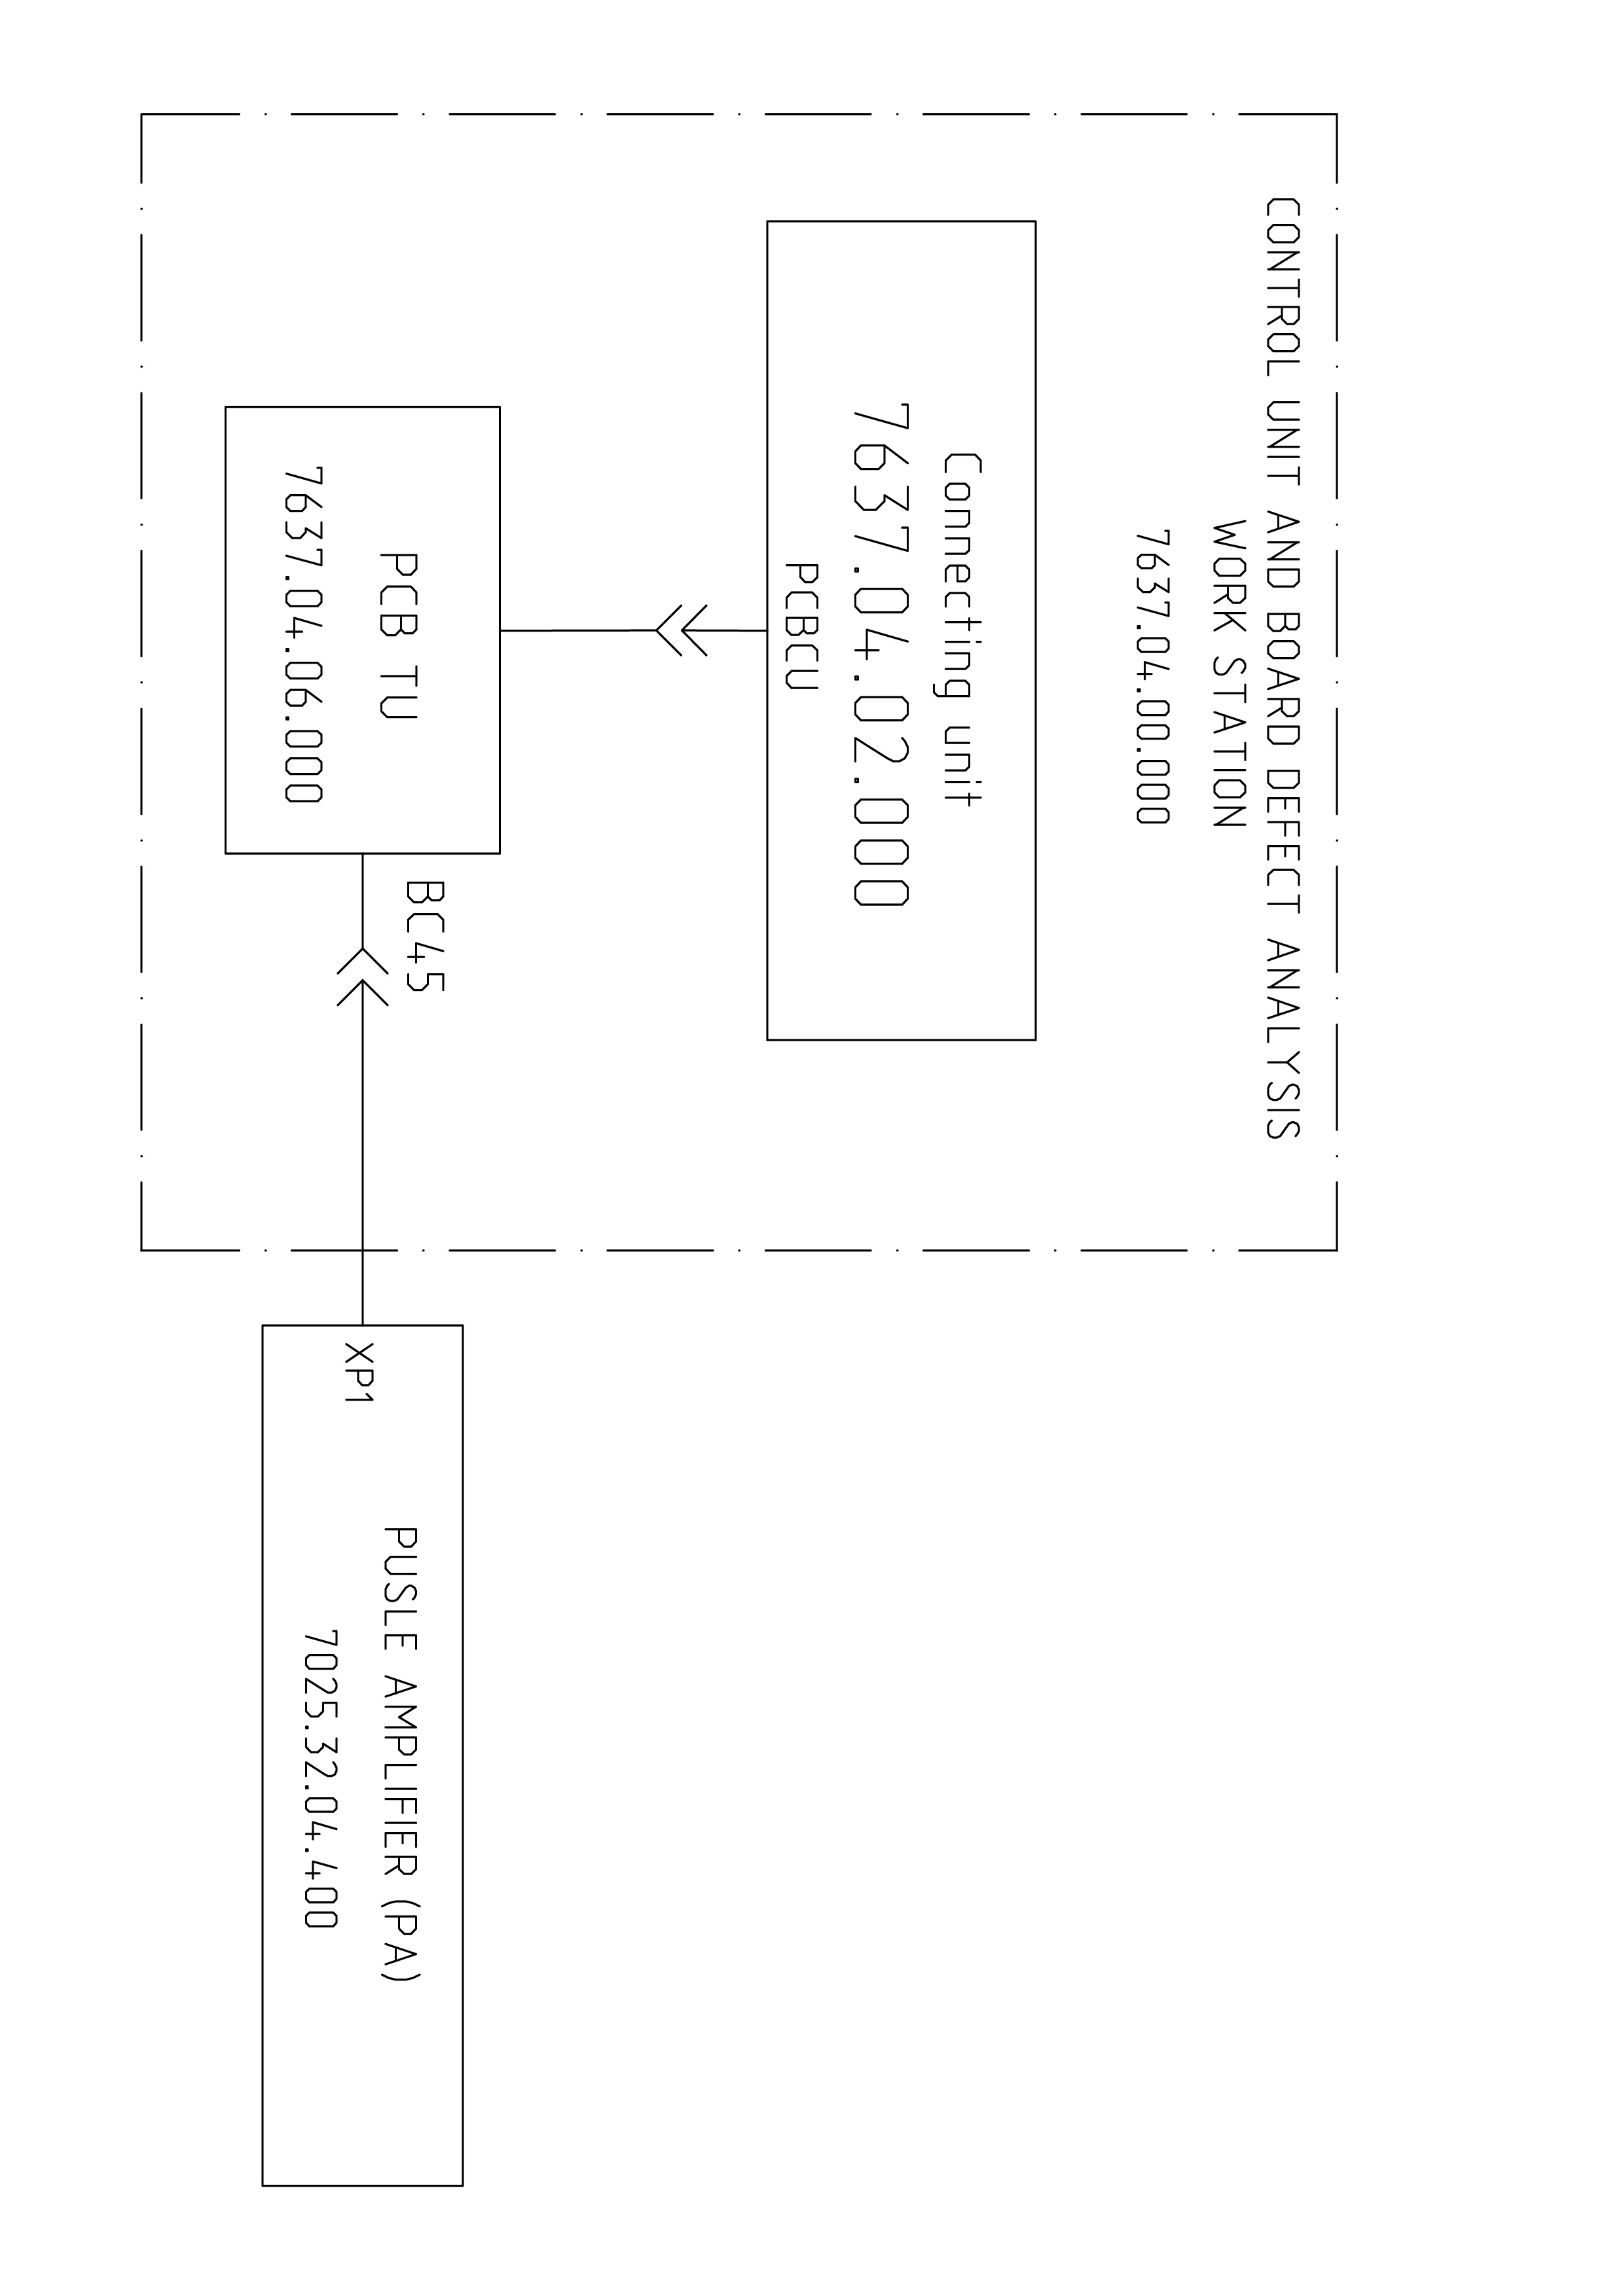 CONTROL UNIT AND BOARD DEFECT ANALYSIS
WORK STATION
7637.04.00.000
Connecting unit
7637.04.02.000
PCBCU
PCB TU
7637.04.06.000
BC45
XP1
PUSLE AMPLIFIER (PA)
7025.32.04.400